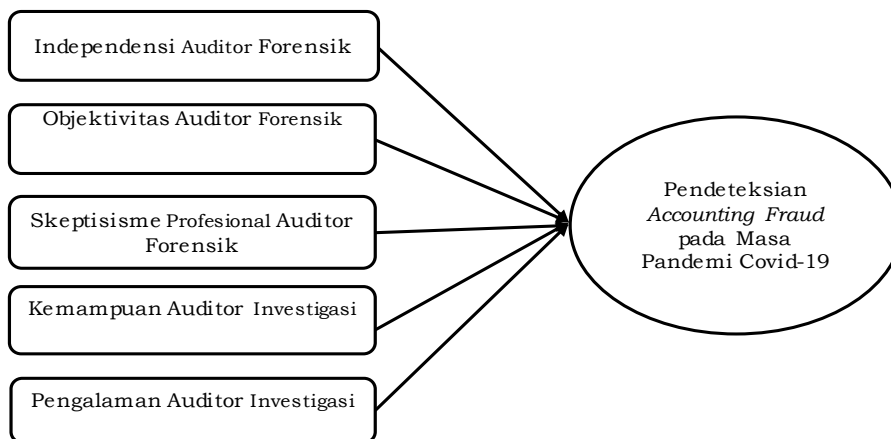 Independensi Auditor Forensik
Objektivitas Auditor Forensik
Skeptisisme Profesional Auditor
Forensik
Kemampuan Auditor Investigasi
Pengalaman Auditor Investigasi
Pendeteksian
Accounting Fraud
pada Masa
Pandemi Covid-19